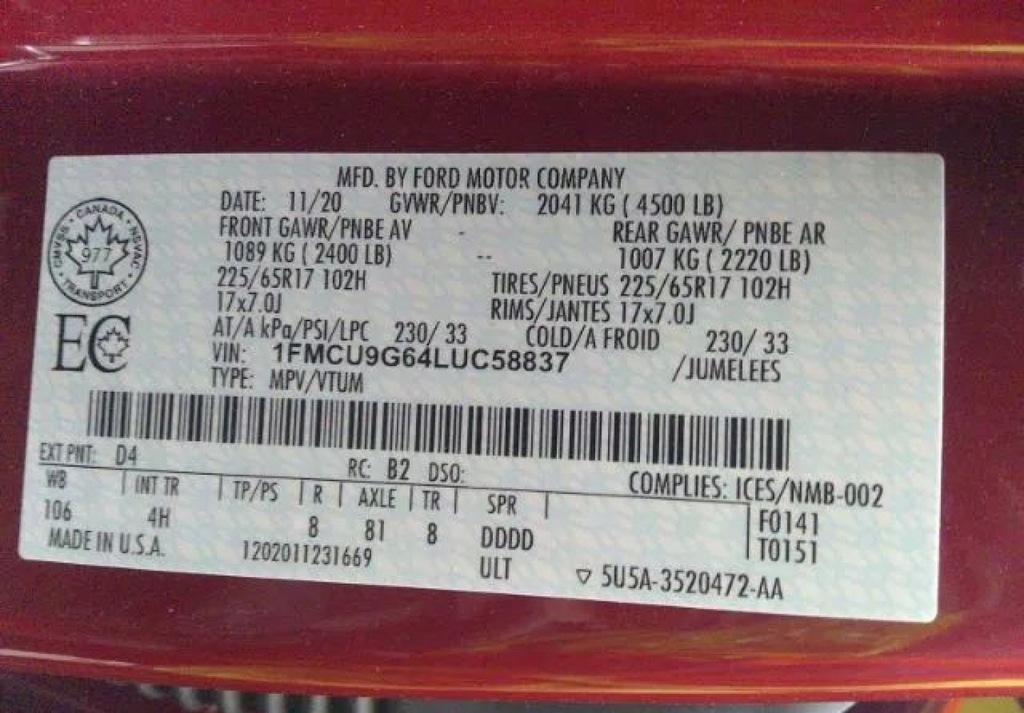 MFD. BY FORD MOTOR COMPANY
DATE: 11/20 GVWR/PNBV: 2041 KG ( 4500 LB)
FRONT GAWR/PNBE AV - REAR GAWR/ PNBE AR
1089 KG ( 2400 LB) -- 1007 KG ( 2220 LB)
225/65R17 102H TIRES/PNEUS 225/65R17 102H
17x7.0J RIMS/JANTES 17x7.0J
AT/A kPa/PSI/LPC 230/ 33 COLD/A FROID 230/ 33
VIN: 1FMCU9G64LUC58837 /JUMELEES
TYPE: MPV/VTUM
CANADA · NSVAC · TRANSPORT · CMVSS ·
977
EC
EXT PNT: D4 RC: B2 DSO: COMPLIES: ICES/NMB-002
WB | INT TR | TP/PS | R | AXLE | TR | SPR | F0141
106 4H 8 81 8 DDDD T0151
MADE IN U.S.A. 1202011231669 ULT ▽ 5U5A-3520472-AA